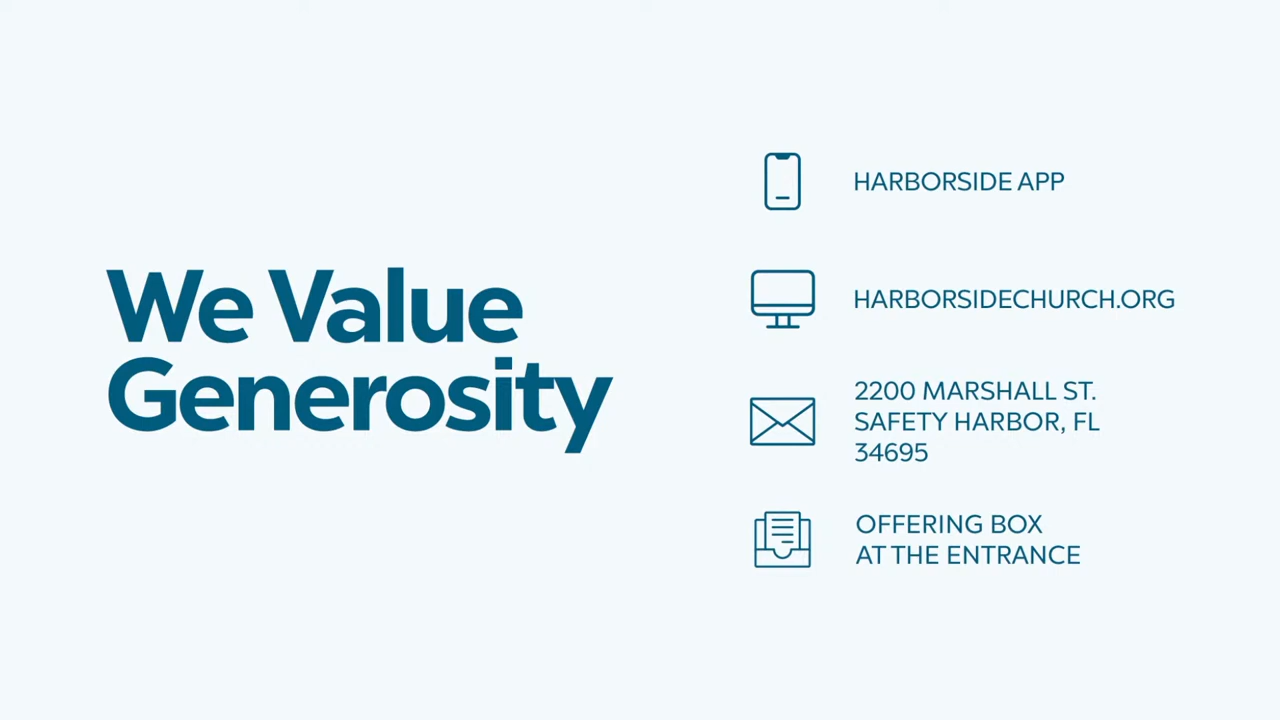 We Value
Generosity
HARBORSIDE APP
HARBORSIDECHURCH.ORG
2200 MARSHALL ST.
SAFETY HARBOR, FL
34695
OFFERING BOX
AT THE ENTRANCE